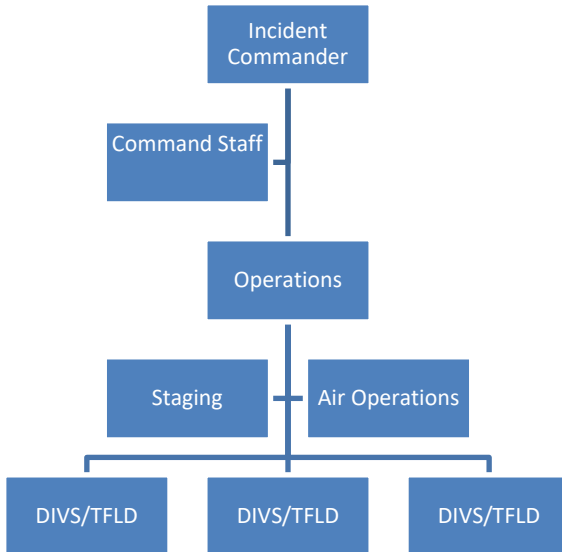 Incident
Commander
Command Staff
Operations
Staging
Air Operations
DIVS/TFLD
DIVS/TFLD
DIVS/TFLD